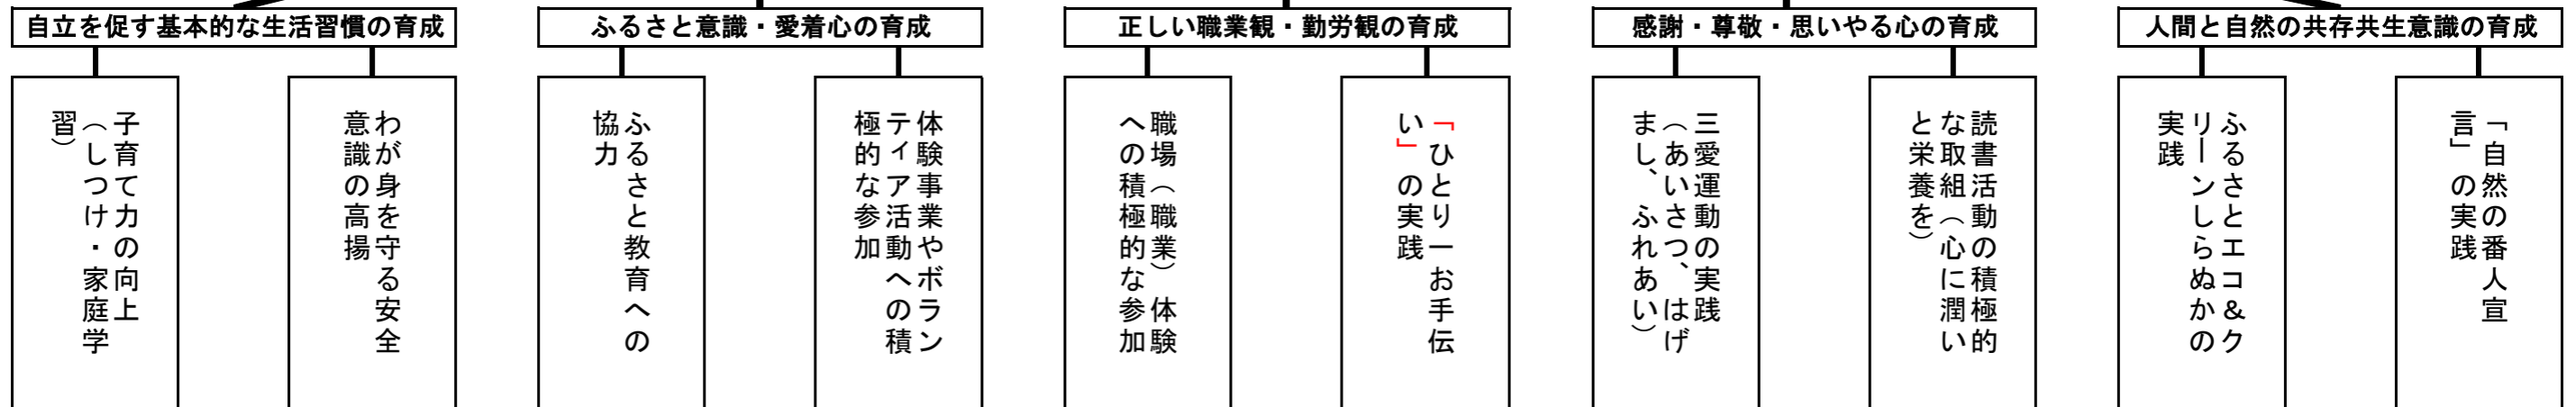 自立を促す基本的な生活習慣の育成
子育て力の向上
（しつけ・家庭学
習）
わが身を守る安全
意識の高揚
ふるさと意識・愛着心の育成
ふるさと教育への
協力
体験事業やボラン
ティア活動への積
極的な参加
正しい職業観・勤労観の育成
職場（職業）体験
への積極的な参加
「ひとり一お手伝
い」の実践
感謝・尊敬・思いやる心の育成
三愛運動の実践
（あいさつ、はげ
まし、ふれあい）
読書活動の積極的
な取組（心に潤い
と栄養を）
人間と自然の共存共生意識の育成
ふるさとエコ＆ク
リーンしらぬかの
実践
「自然の番人宣
言」の実践